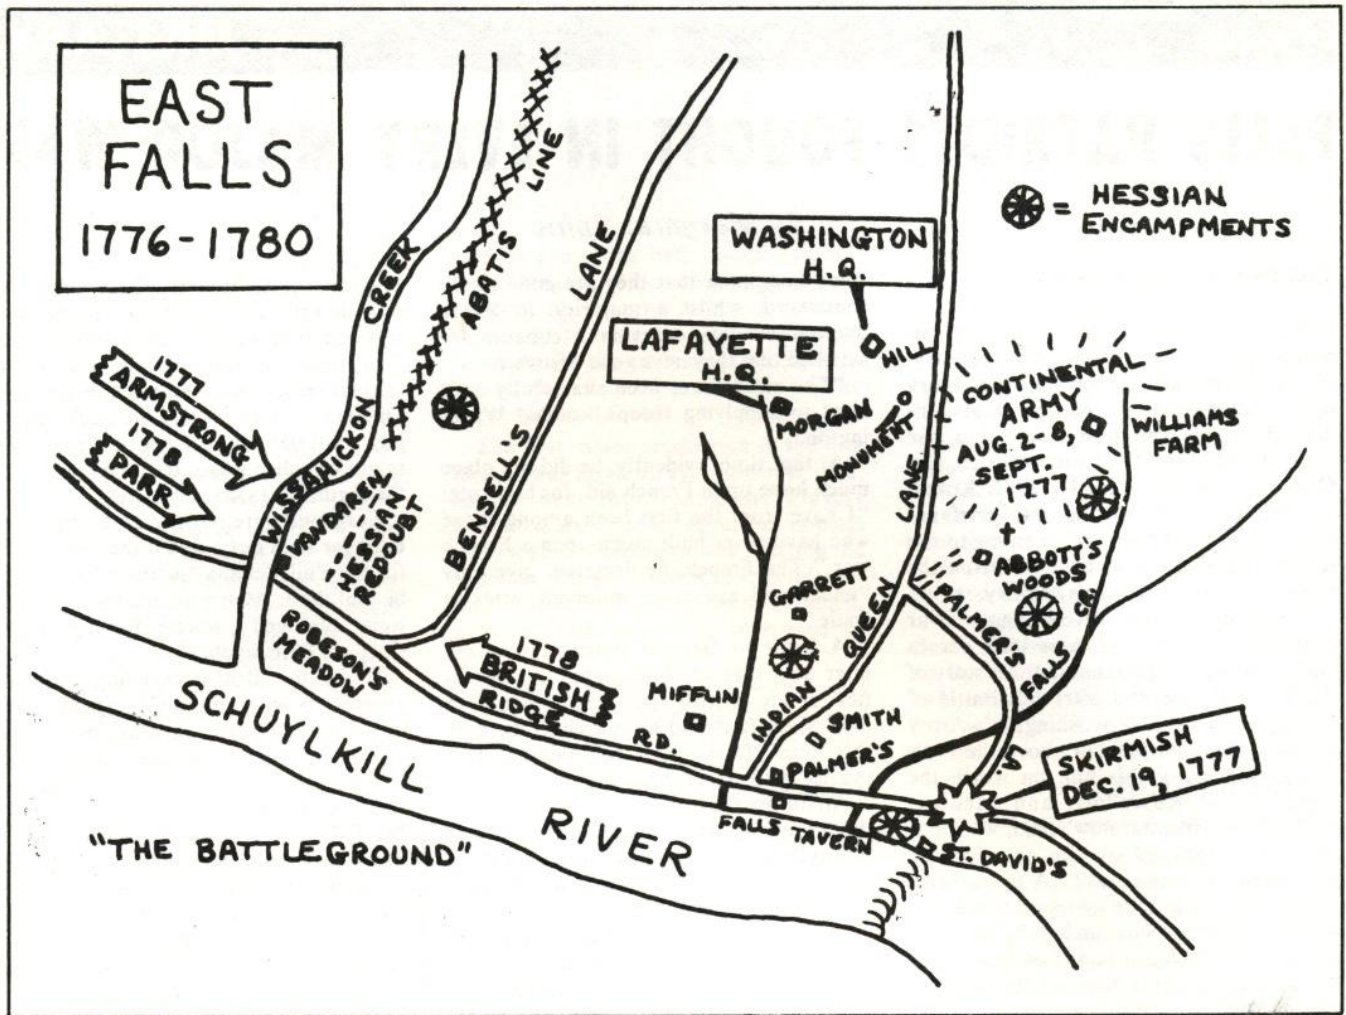 EAST
FALLS
1776-1780
= HESSIAN
ENCAMPMENTS
ABATIS LINE
BENSEL'S LANE
WISSAHICKON CREEK
1777
ARMSTRONG
1778
PARR
VANDAREN
-HESSIAN
REDOUBT
WASHINGTON
H.Q.
HILL
LAFAYETTE
H.Q.
MORGAN
MONUMENT
CONTINENTAL
ARMY
AUG. 2-8,
SEPT.
1277
WILLIAMS
FARM
ABBOTT'S
WOODS
INDIAN QUEEN LANE
GARRETT
PALMER'S
FALLS CR.
LN.
ROBESON'S
MEADOW
1778
BRITISH
RIDGE RD.
MIFFLIN
SMITH
PALMER'S
FALLS TAVERN
ST. DAVID'S
SKIRMISH
DEC. 19, 1777
SCHUYLKILL RIVER
"THE BATTLEGROUND"